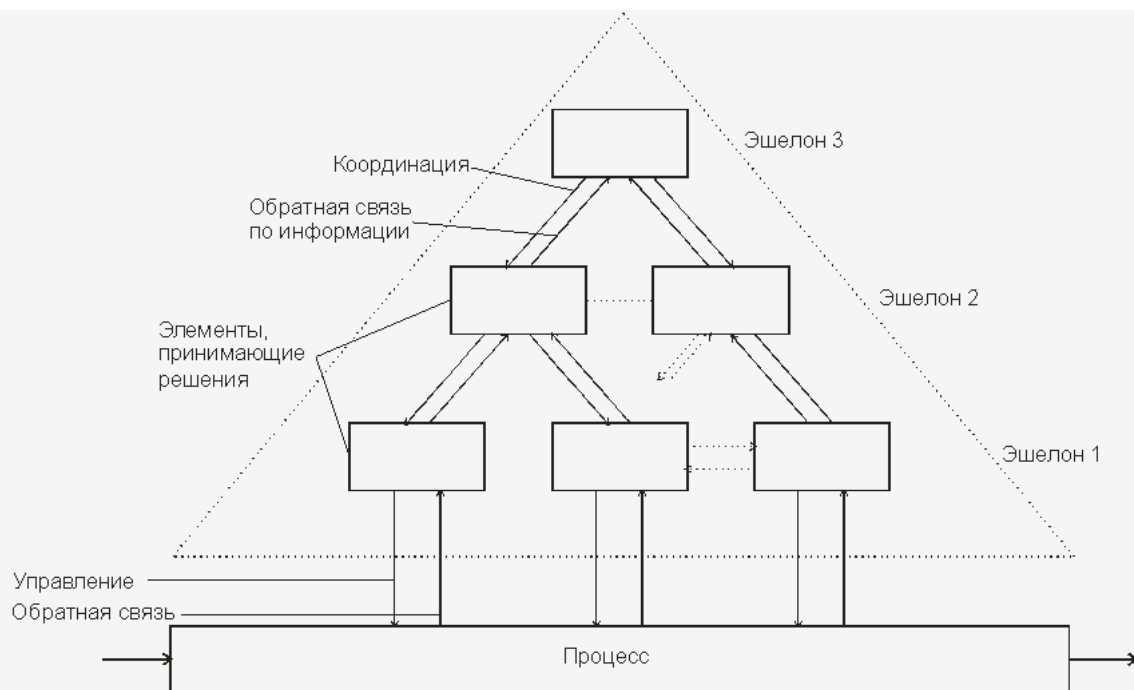 Эшелон 3
Координация
Обратная связь
по информации
Эшелон 2
Элементы,
принимающие
решения
Эшелон 1
Управление
Обратная связь
Процесс